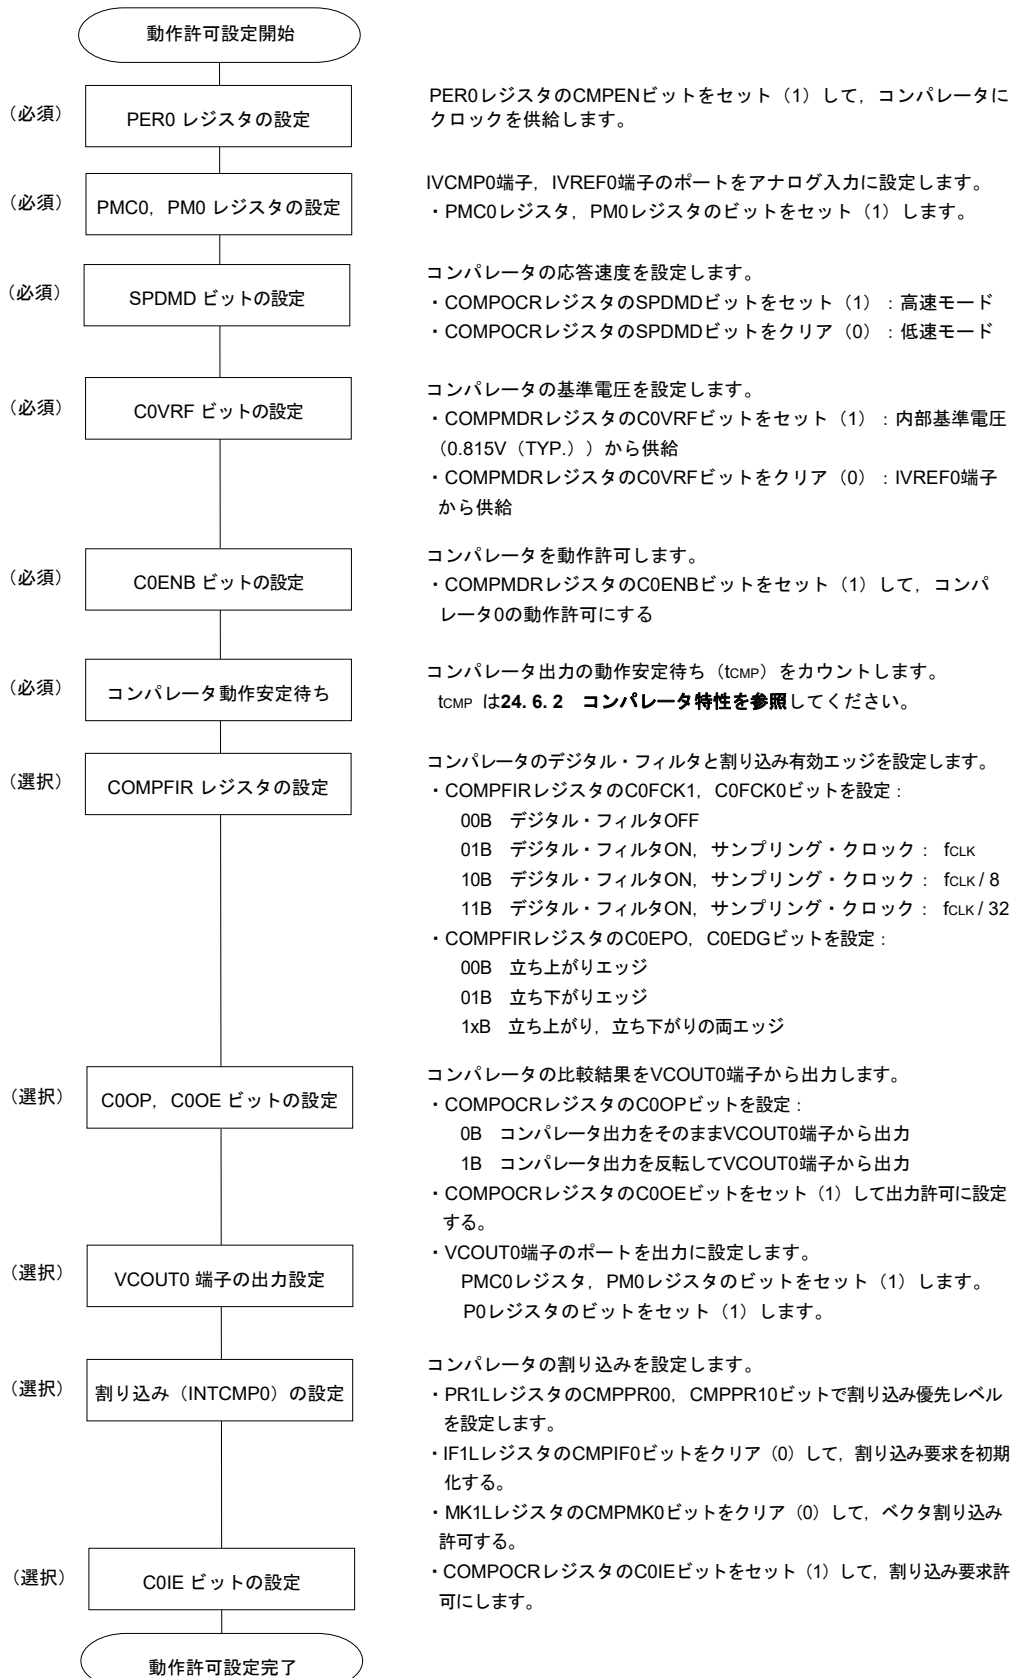 動作許可設定開始
（必須）
PER0 レジスタの設定
PER0レジスタのCMPENビットをセット（1）して，コンパレータに
クロックを供給します。
（必須）
PMC0，PM0 レジスタの設定
IVCMP0端子，IVREF0端子のポートをアナログ入力に設定します。
・PMC0レジスタ，PM0レジスタのビットをセット（1）します。
（必須）
SPDMD ビットの設定
コンパレータの応答速度を設定します。
・COMPOCRレジスタのSPDMDビットをセット（1）：高速モード
・COMPOCRレジスタのSPDMDビットをクリア（0）：低速モード
（必須）
C0VRF ビットの設定
コンパレータの基準電圧を設定します。
・COMPMDRレジスタのC0VRFビットをセット（1）：内部基準電圧
（0.815V（TYP.））から供給
・COMPMDRレジスタのC0VRFビットをクリア（0）：IVREF0端子
から供給
（必須）
C0ENB ビットの設定
コンパレータを動作許可します。
・COMPMDRレジスタのC0ENBビットをセット（1）して，コンパ
レータ0の動作許可にする
（必須）
コンパレータ動作安定待ち
コンパレータ出力の動作安定待ち（tCMP）をカウントします。
tCMP は24. 6. 2　コンパレータ特性を参照してください。
（選択）
COMPFIR レジスタの設定
コンパレータのデジタル・フィルタと割り込み有効エッジを設定します。
・COMPFIRレジスタのC0FCK1，C0FCK0ビットを設定：
00B　デジタル・フィルタOFF
01B　デジタル・フィルタON，サンプリング・クロック： fCLK
10B　デジタル・フィルタON，サンプリング・クロック： fCLK / 8
11B　デジタル・フィルタON，サンプリング・クロック： fCLK / 32
・COMPFIRレジスタのC0EPO，C0EDGビットを設定：
00B　立ち上がりエッジ
01B　立ち下がりエッジ
1xB　立ち上がり，立ち下がりの両エッジ
（選択）
C0OP，C0OE ビットの設定
コンパレータの比較結果をVCOUT0端子から出力します。
・COMPOCRレジスタのC0OPビットを設定：
0B　コンパレータ出力をそのままVCOUT0端子から出力
1B　コンパレータ出力を反転してVCOUT0端子から出力
・COMPOCRレジスタのC0OEビットをセット（1）して出力許可に設定
する。
（選択）
VCOUT0 端子の出力設定
・VCOUT0端子のポートを出力に設定します。
PMC0レジスタ，PM0レジスタのビットをセット（1）します。
P0レジスタのビットをセット（1）します。
（選択）
割り込み（INTCMP0）の設定
コンパレータの割り込みを設定します。
・PR1LレジスタのCMPPR00，CMPPR10ビットで割り込み優先レベル
を設定します。
・IF1LレジスタのCMPIF0ビットをクリア（0）して，割り込み要求を初期
化する。
・MK1LレジスタのCMPMK0ビットをクリア（0）して，ベクタ割り込み
許可する。
（選択）
C0IE ビットの設定
・COMPOCRレジスタのC0IEビットをセット（1）して，割り込み要求許
可にします。
動作許可設定完了